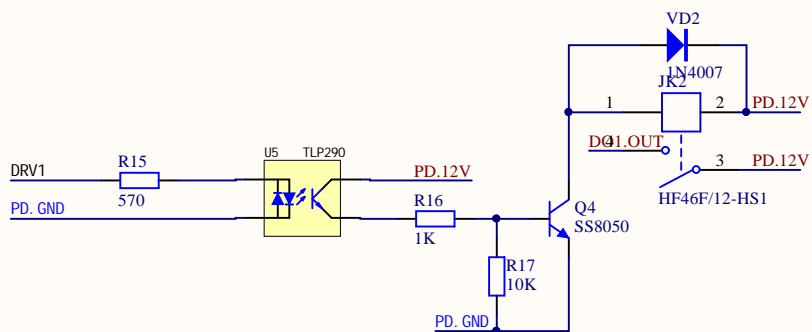 VD2
1N4007
JK2
1
2
PD.12V
4
DO1.OUT
3
PD.12V
HF46F/12-HS1
U5
TLP290
DRV1
R15
570
PD.GND
PD.12V
R16
1K
Q4
SS8050
R17
10K
PD.GND